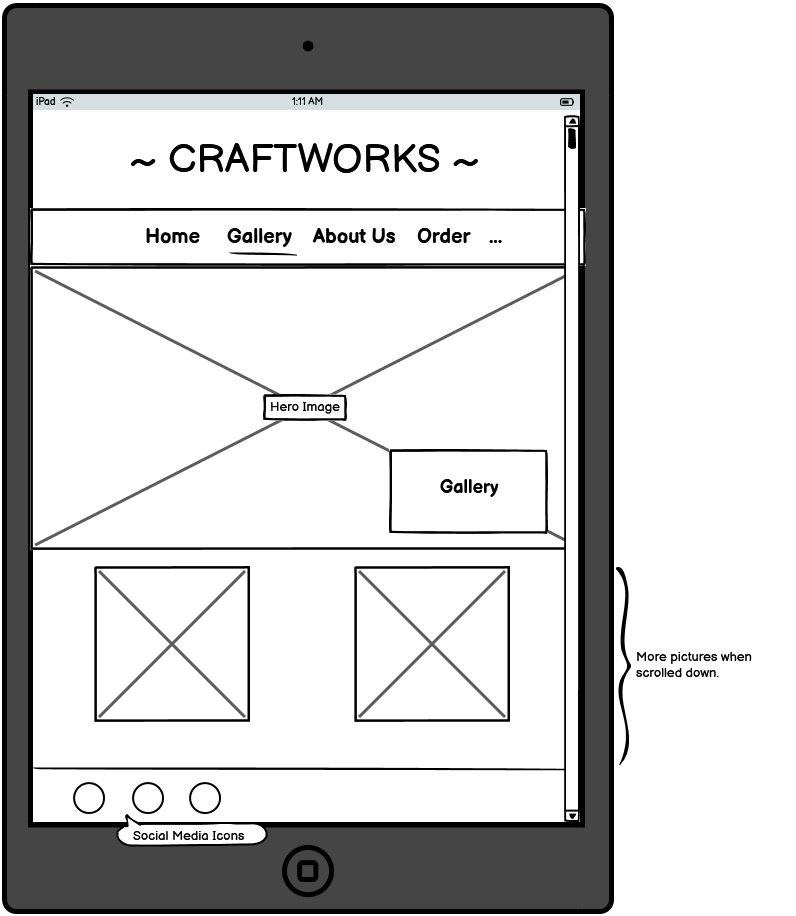 iPad 1:11 AM
~ CRAFTWORKS ~
Home Gallery About Us Order ...
Hero Image
Gallery
More pictures when
scrolled down.
Social Media Icons